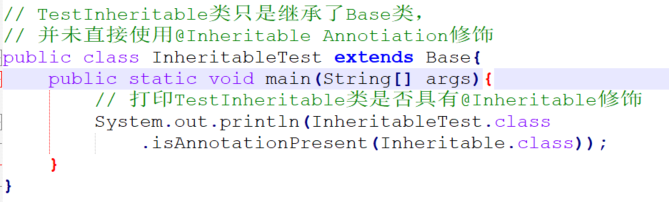 // TestInheritable类只是继承了Base类，
// 并未直接使用@Inheritable Annotiation修饰
public class InheritableTest extends Base{
public static void main(String[] args){
// 打印TestInheritable类是否具有@Inheritable修饰
System.out.println(InheritableTest.class
.isAnnotationPresent(Inheritable.class));
}
}